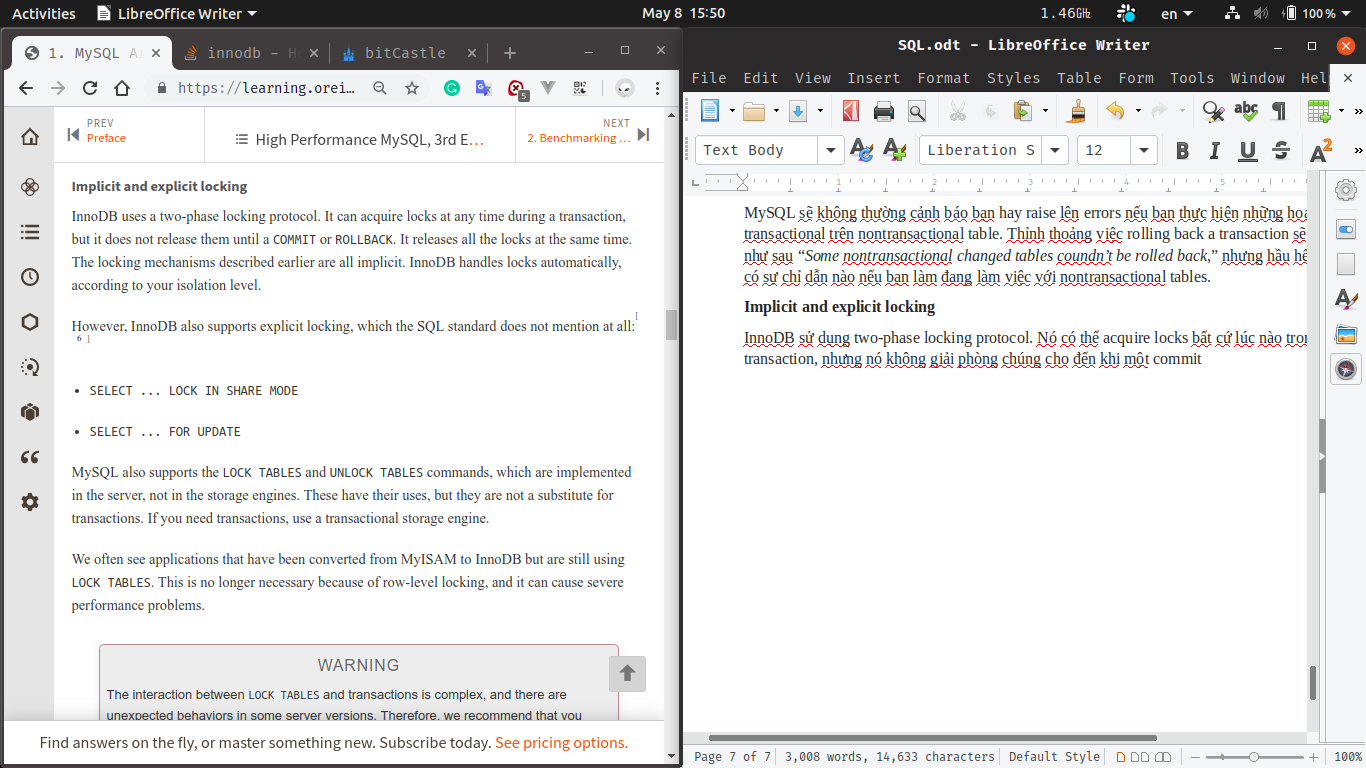 Activities LibreOffice Writer May 8 15:50 1.46GHz en 100 %
1. MySQL A innodb - H bitCastle
https://learning.orei… 5
PREV
Preface
High Performance MySQL, 3rd E…
NEXT
2. Benchmarking …
Implicit and explicit locking
InnoDB uses a two-phase locking protocol. It can acquire locks at any time during a transaction,
but it does not release them until a COMMIT or ROLLBACK. It releases all the locks at the same time.
The locking mechanisms described earlier are all implicit. InnoDB handles locks automatically,
according to your isolation level.
However, InnoDB also supports explicit locking, which the SQL standard does not mention at all:[
6 ]
• SELECT ... LOCK IN SHARE MODE
• SELECT ... FOR UPDATE
MySQL also supports the LOCK TABLES and UNLOCK TABLES commands, which are implemented
in the server, not in the storage engines. These have their uses, but they are not a substitute for
transactions. If you need transactions, use a transactional storage engine.
We often see applications that have been converted from MyISAM to InnoDB but are still using
LOCK TABLES. This is no longer necessary because of row-level locking, and it can cause severe
performance problems.
WARNING
The interaction between LOCK TABLES and transactions is complex, and there are
unexpected behaviors in some server versions. Therefore, we recommend that you
Find answers on the fly, or master something new. Subscribe today. See pricing options.
SQL.odt - LibreOffice Writer
File Edit View Insert Format Styles Table Form Tools Window Hel
Text Body Liberation S 12
1 2 3 4 5
MySQL sẽ không thường cảnh báo bạn hay raise lên errors nếu bạn thực hiện những hoạ
transactional trên nontransactional table. Thỉnh thoảng việc rolling back a transaction sẽ
như sau “Some nontransactional changed tables coundn’t be rolled back,” nhưng hầu hế
có sự chỉ dẫn nào nếu bạn làm đang làm việc với nontransactional tables.
Implicit and explicit locking
InnoDB sử dụng two-phase locking protocol. Nó có thể acquire locks bất cứ lúc nào tron
transaction, nhưng nó không giải phòng chúng cho đến khi một commit
Page 7 of 7 3,008 words, 14,633 characters Default Style 100%